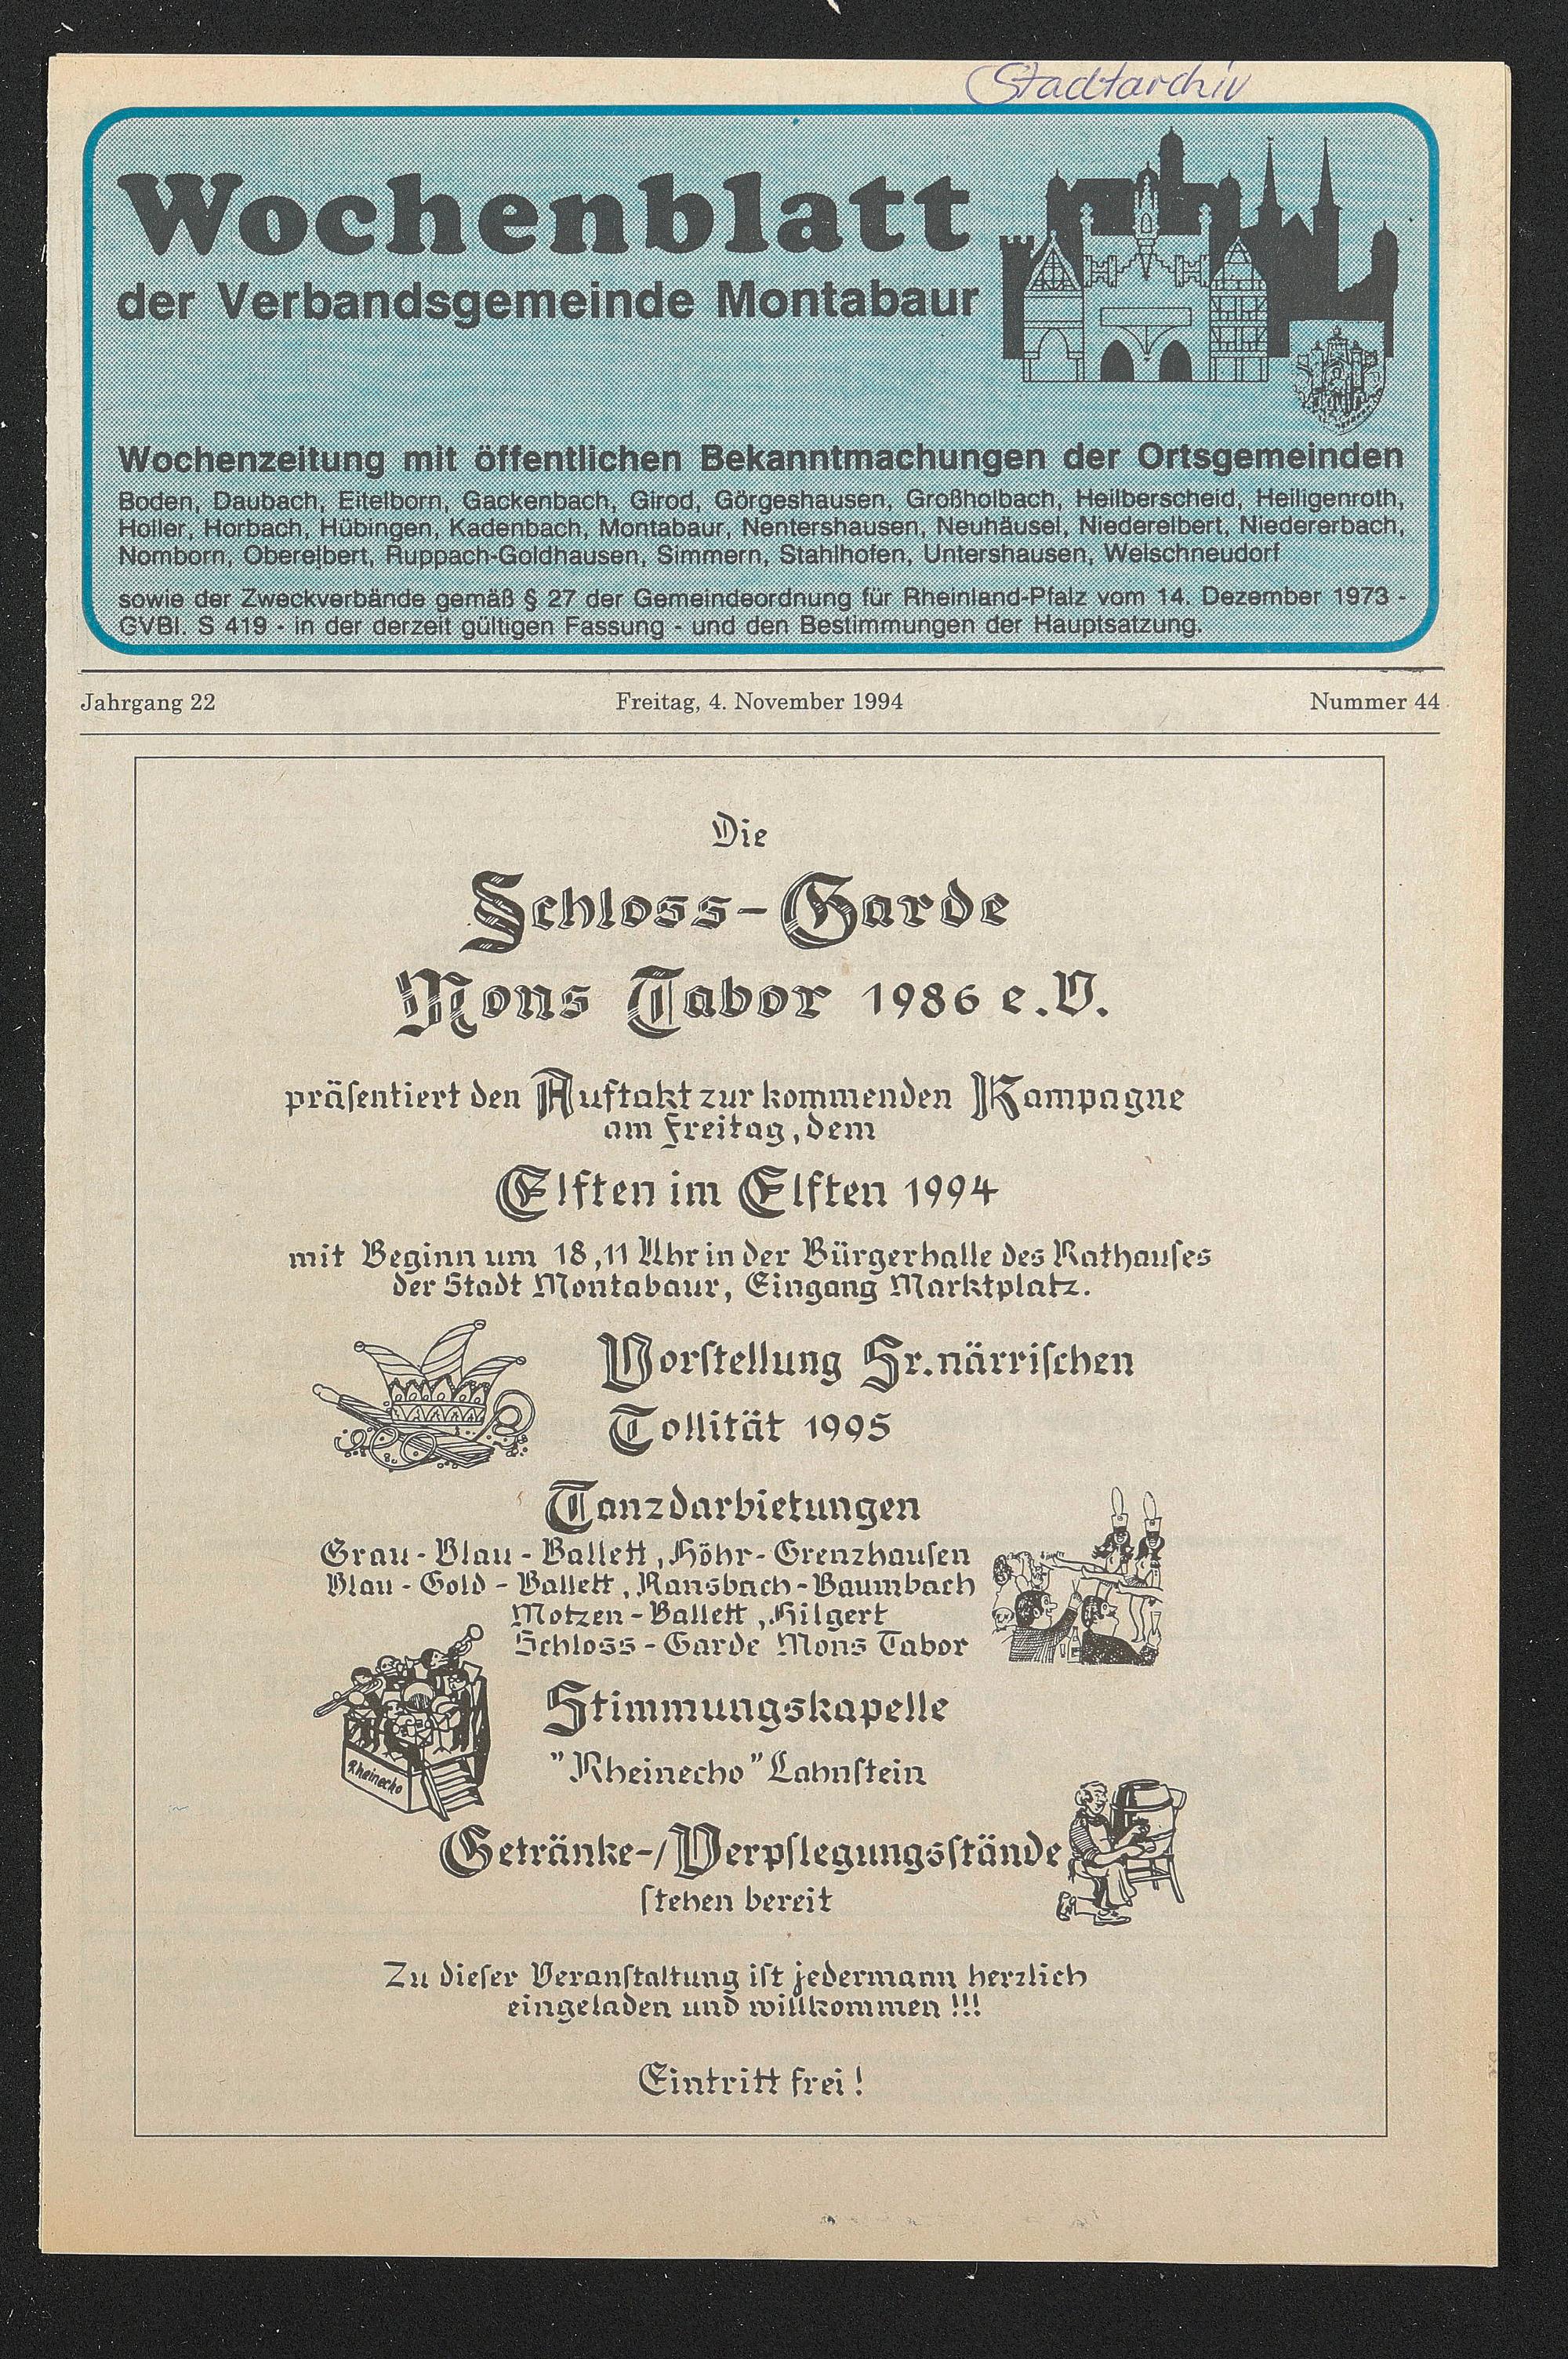 Stadtarchiv
Wochenblatt
der Verbandsgemeinde Montabaur
Wochenzeitung mit öffentlichen Bekanntmachungen der Ortsgemeinden
Boden, Daubach, Eitelborn, Gackenbach, Girod, Görgeshausen, Großholbach, Heilberscheid, Heiligenroth,
Holler, Horbach, Hübingen, Kadenbach, Montabaur, Nentershausen, Neuhäusel, Niederelbert, Niedererbach,
Nomborn, Oberelbert, Ruppach-Goldhausen, Simmern, Stahlhofen, Untershausen, Welschneudorf
sowie der Zweckverbände gemäß § 27 der Gemeindeordnung für Rheinland-Pfalz vom 14. Dezember 1973 -
GVBl. S 419 - in der derzeit gültigen Fassung - und den Bestimmungen der Hauptsatzung.
Jahrgang 22 Freitag, 4. November 1994 Nummer 44
Die
Schloss-Garde
Mons Tabor 1986 e.V.
präſentiert den Auftakt zur kommenden Kampagne
am Freitag, dem
Elften im Elften 1994
mit Beginn um 18,11 Uhr in der Bürgerhalle des Rathauſes
der Stadt Montabaur, Eingang Marktplatz.
Vorſtellung Sr. närriſchen
Tollität 1995
Tanzdarbietungen
Grau-Blau-Ballett, Höhr-Grenzhauſen
Blau-Gold-Ballett, Ransbach-Baumbach
Motzen-Ballett, Hilgert
Schloss-Garde Mons Tabor
Stimmungskapelle
"Rheinecho" Lahnſtein
Rheinecho
Getränke-/Verpflegungsſtände
ſtehen bereit
Zu dieſer Veranſtaltung iſt jedermann herzlich
eingeladen und willkommen !!!
Eintritt frei!